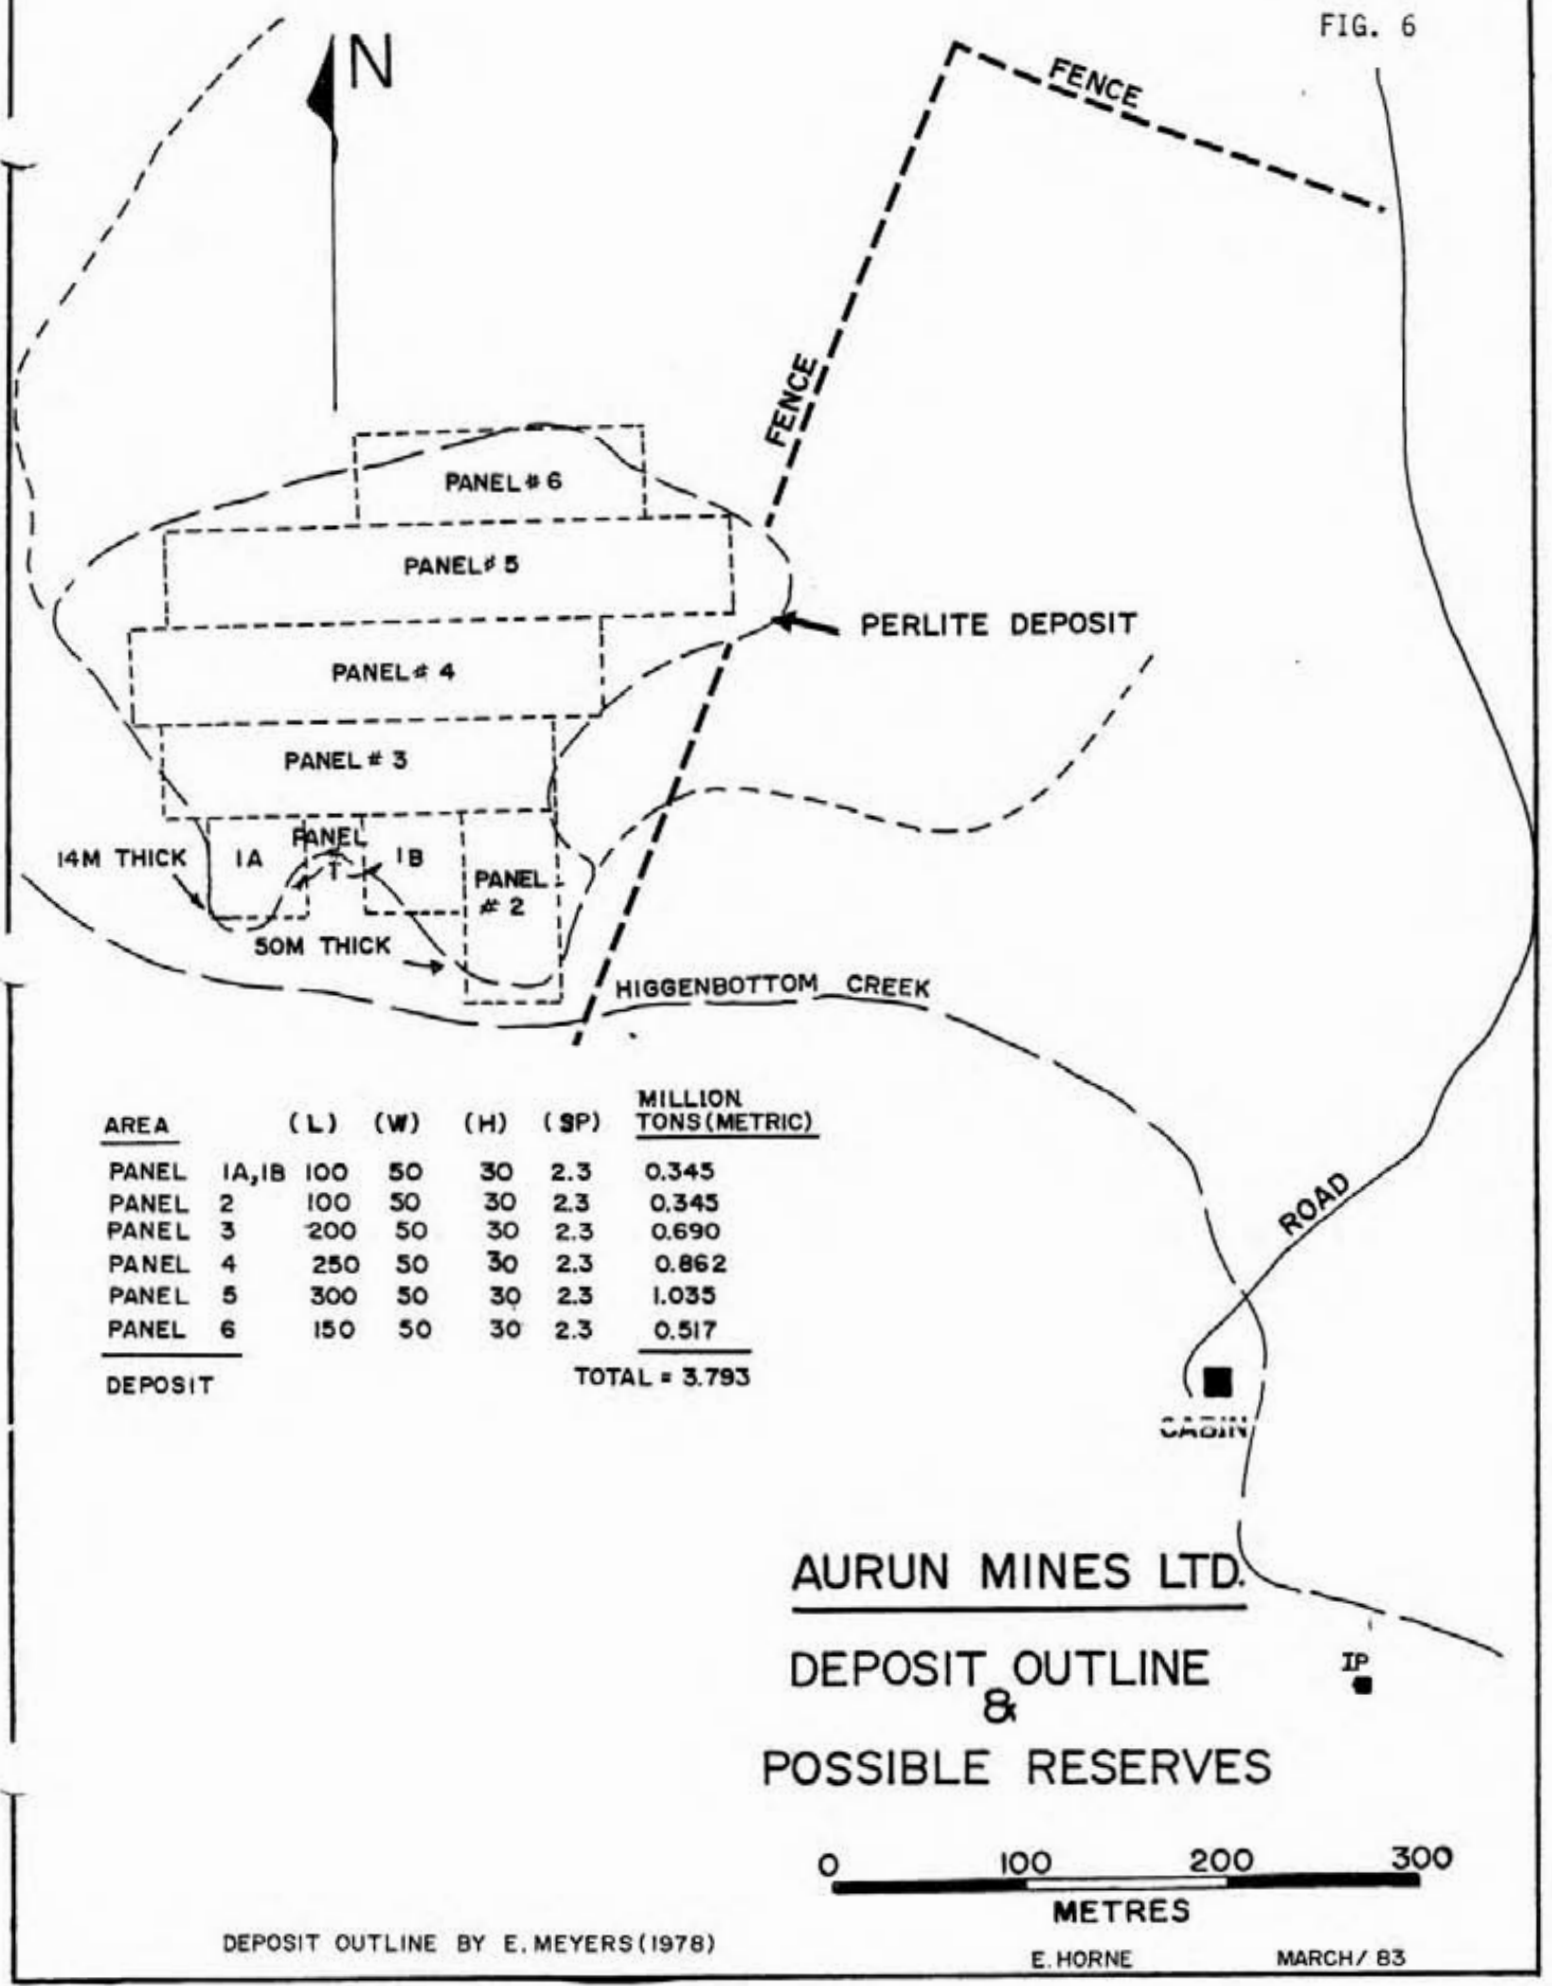 FIG. 6
N
FENCE
FENCE
PANEL # 6
PANEL # 5
PERLITE DEPOSIT
PANEL # 4
PANEL # 3
PANEL
14M THICK
1A
1B
PANEL
# 2
50M THICK
HIGGENBOTTOM CREEK
AREA (L) (W) (H) (SP) MILLION
TONS (METRIC)
PANEL 1A,1B 100 50 30 2.3 0.345
PANEL 2 100 50 30 2.3 0.345
PANEL 3 200 50 30 2.3 0.690
PANEL 4 250 50 30 2.3 0.862
PANEL 5 300 50 30 2.3 1.035
PANEL 6 150 50 30 2.3 0.517
DEPOSIT TOTAL = 3.793
ROAD
CABIN
AURUN MINES LTD.
DEPOSIT OUTLINE
&
POSSIBLE RESERVES
IP
0 100 200 300
METRES
DEPOSIT OUTLINE BY E. MEYERS (1978)
E. HORNE MARCH/ 83